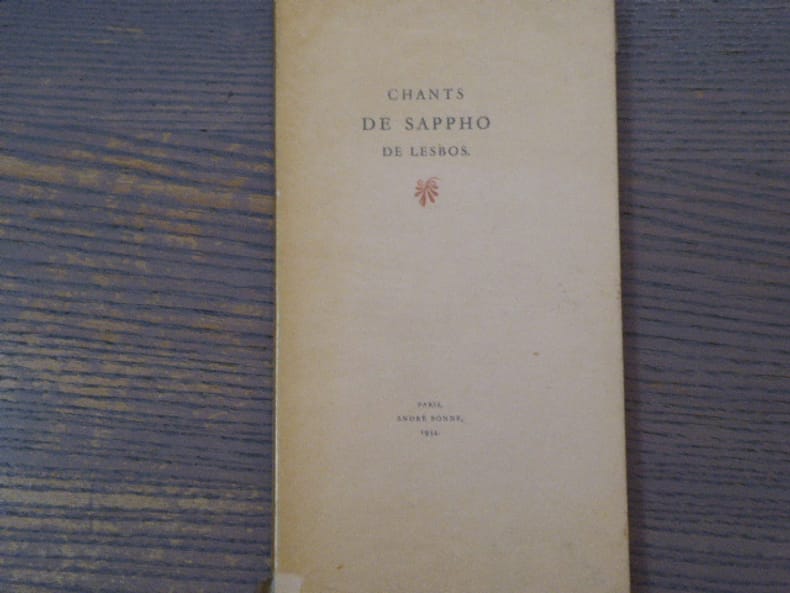 CHANTS
DE SAPPHO
DE LESBOS.
PARIS,
ANDRÉ BONNE,